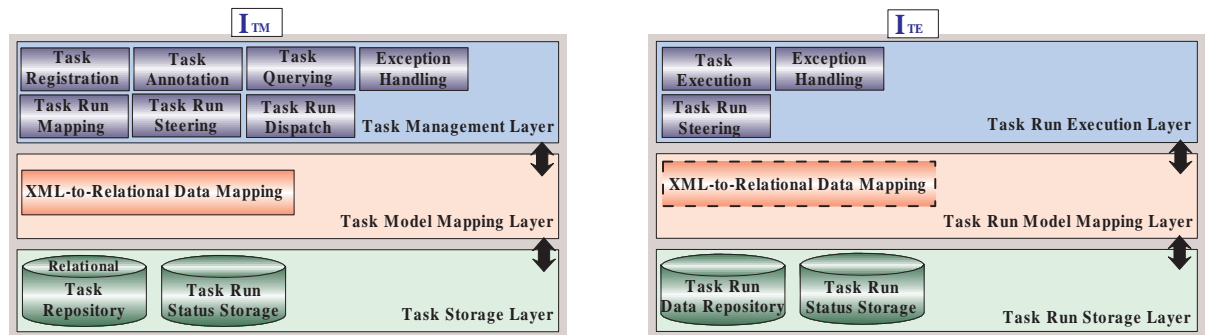 I TM
Task Registration
Task Annotation
Task Querying
Exception Handling
Task Run Mapping
Task Run Steering
Task Run Dispatch
Task Management Layer
XML-to-Relational Data Mapping
Task Model Mapping Layer
Relational
Task Repository
Task Run Status Storage
Task Storage Layer
I TE
Task Execution
Exception Handling
Task Run Steering
Task Run Execution Layer
XML-to-Relational Data Mapping
Task Run Model Mapping Layer
Task Run Data Repository
Task Run Status Storage
Task Run Storage Layer